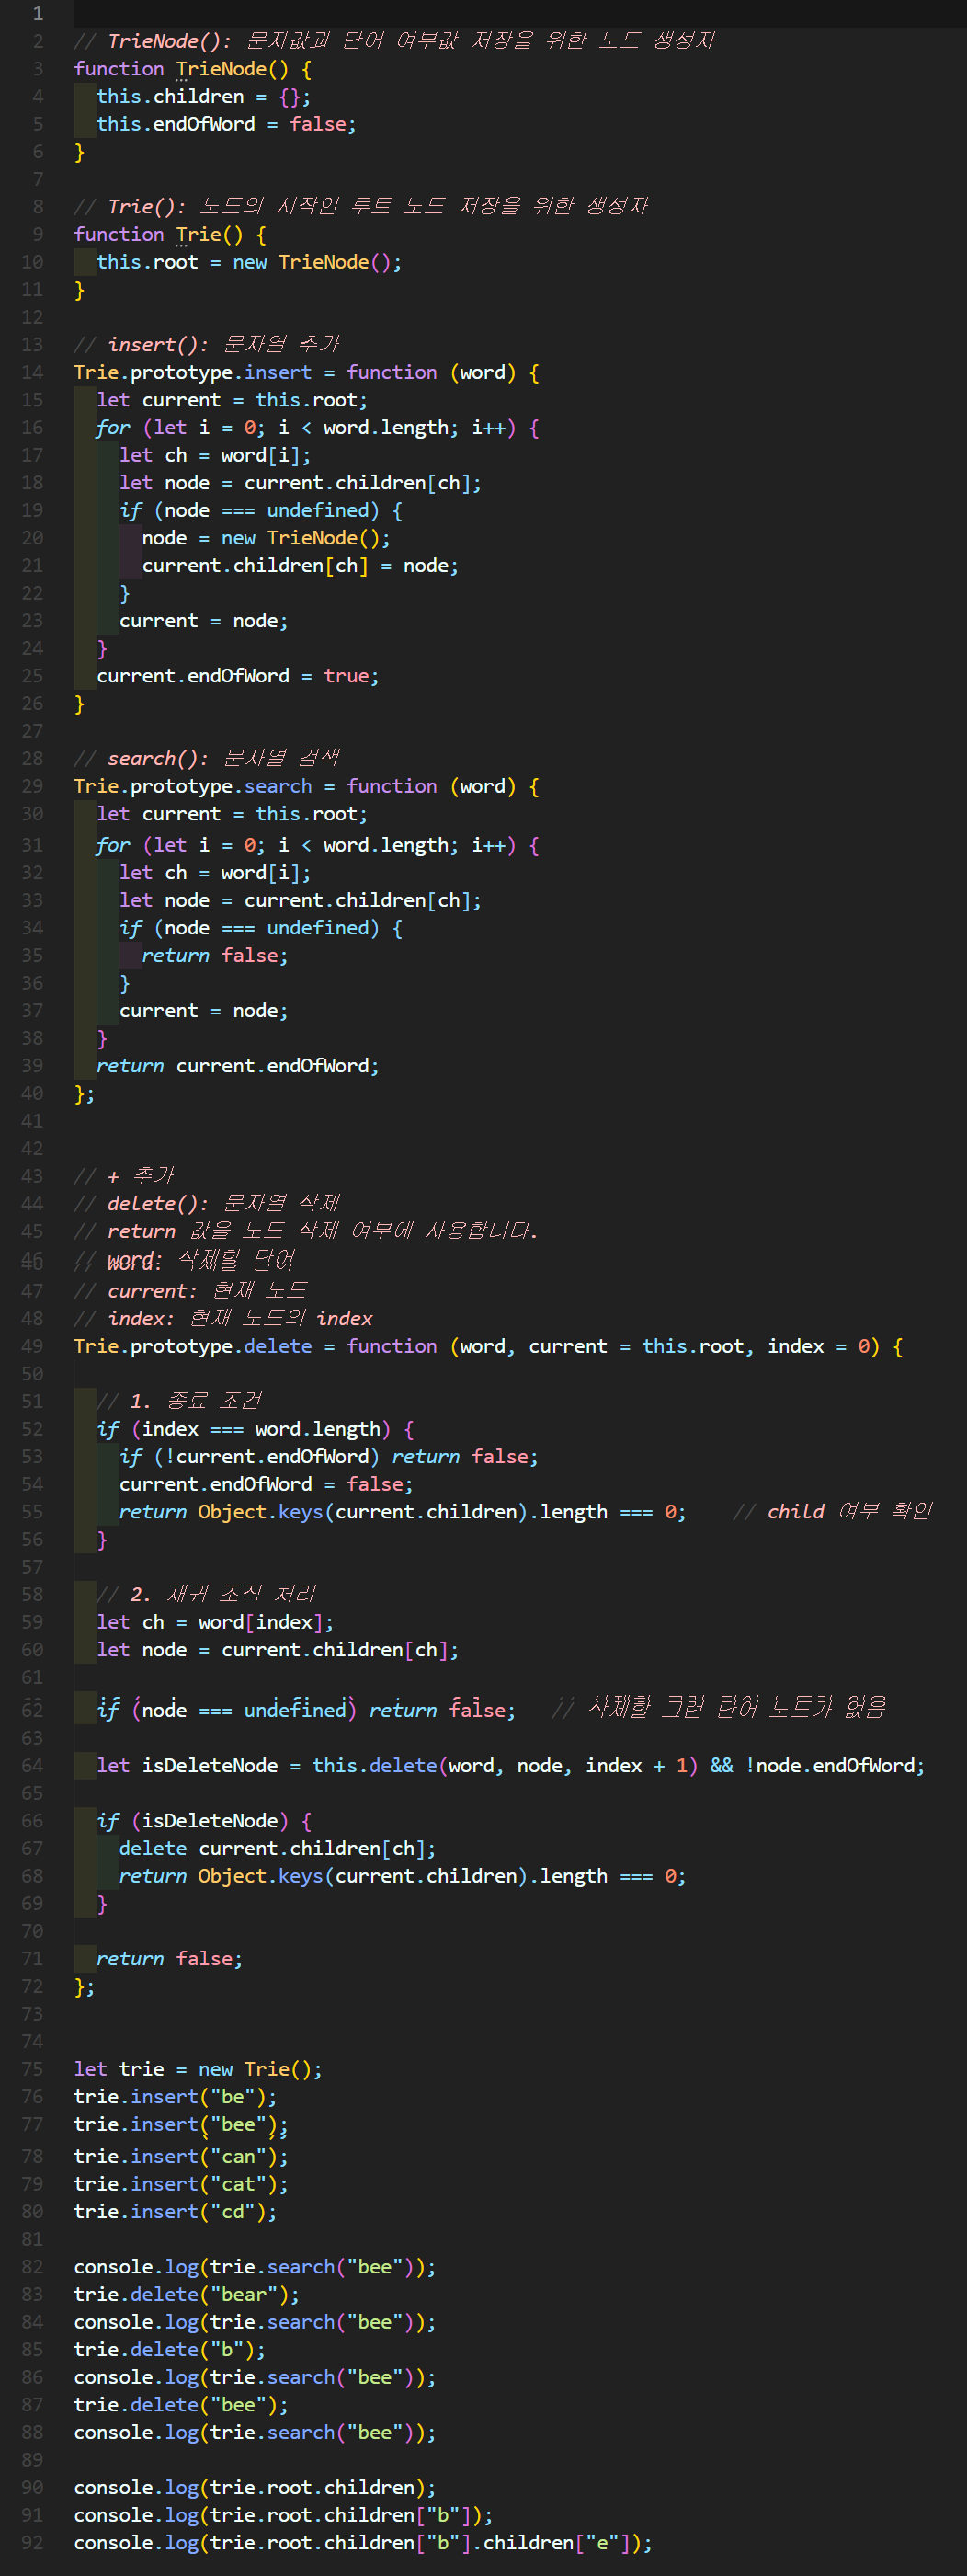 1
2 // TrieNode(): 문자값과 단어 여부값 저장을 위한 노드 생성자
3 function TrieNode() {
4 this.children = {};
5 this.endOfWord = false;
6 }
7
8 // Trie(): 노드의 시작인 루트 노드 저장을 위한 생성자
9 function Trie() {
10 this.root = new TrieNode();
11 }
12
13 // insert(): 문자열 추가
14 Trie.prototype.insert = function (word) {
15 let current = this.root;
16 for (let i = 0; i < word.length; i++) {
17 let ch = word[i];
18 let node = current.children[ch];
19 if (node === undefined) {
20 node = new TrieNode();
21 current.children[ch] = node;
22 }
23 current = node;
24 }
25 current.endOfWord = true;
26 }
27
28 // search(): 문자열 검색
29 Trie.prototype.search = function (word) {
30 let current = this.root;
31 for (let i = 0; i < word.length; i++) {
32 let ch = word[i];
33 let node = current.children[ch];
34 if (node === undefined) {
35 return false;
36 }
37 current = node;
38 }
39 return current.endOfWord;
40 };
41
42
43 // + 추가
44 // delete(): 문자열 삭제
45 // return 값을 노드 삭제 여부에 사용합니다.
46 // word: 삭제할 단어
47 // current: 현재 노드
48 // index: 현재 노드의 index
49 Trie.prototype.delete = function (word, current = this.root, index = 0) {
50
51 // 1. 종료 조건
52 if (index === word.length) {
53 if (!current.endOfWord) return false;
54 current.endOfWord = false;
55 return Object.keys(current.children).length === 0; // child 여부 확인
56 }
57
58 // 2. 재귀 조직 처리
59 let ch = word[index];
60 let node = current.children[ch];
61
62 if (node === undefined) return false; // 삭제할 그런 단어 노드가 없음
63
64 let isDeleteNode = this.delete(word, node, index + 1) && !node.endOfWord;
65
66 if (isDeleteNode) {
67 delete current.children[ch];
68 return Object.keys(current.children).length === 0;
69 }
70
71 return false;
72 };
73
74
75 let trie = new Trie();
76 trie.insert("be");
77 trie.insert("bee");
78 trie.insert("can");
79 trie.insert("cat");
80 trie.insert("cd");
81
82 console.log(trie.search("bee"));
83 trie.delete("bear");
84 console.log(trie.search("bee"));
85 trie.delete("b");
86 console.log(trie.search("bee"));
87 trie.delete("bee");
88 console.log(trie.search("bee"));
89
90 console.log(trie.root.children);
91 console.log(trie.root.children["b"]);
92 console.log(trie.root.children["b"].children["e"]);